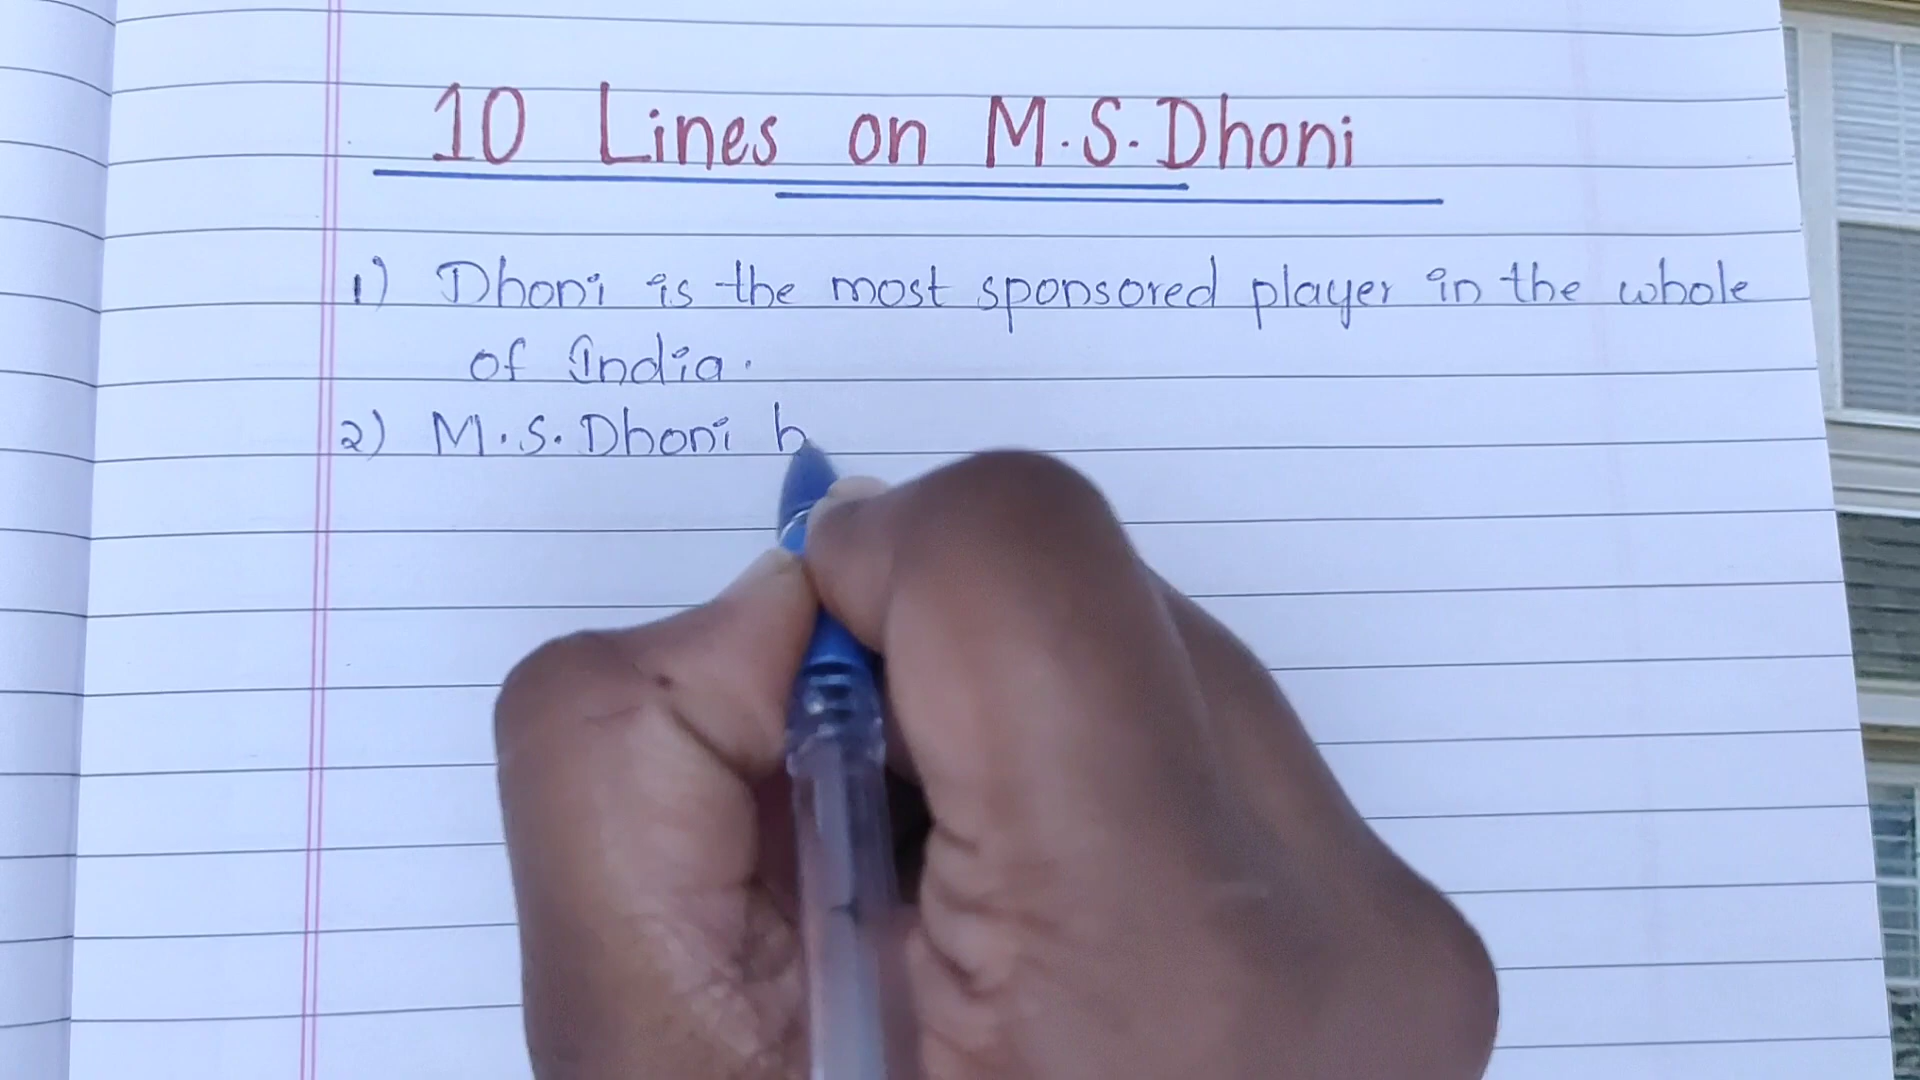 10 Lines on M.S.Dhoni
1) Dhoni is the most sponsored player in the whole
of India.
2) M.S.Dhoni h